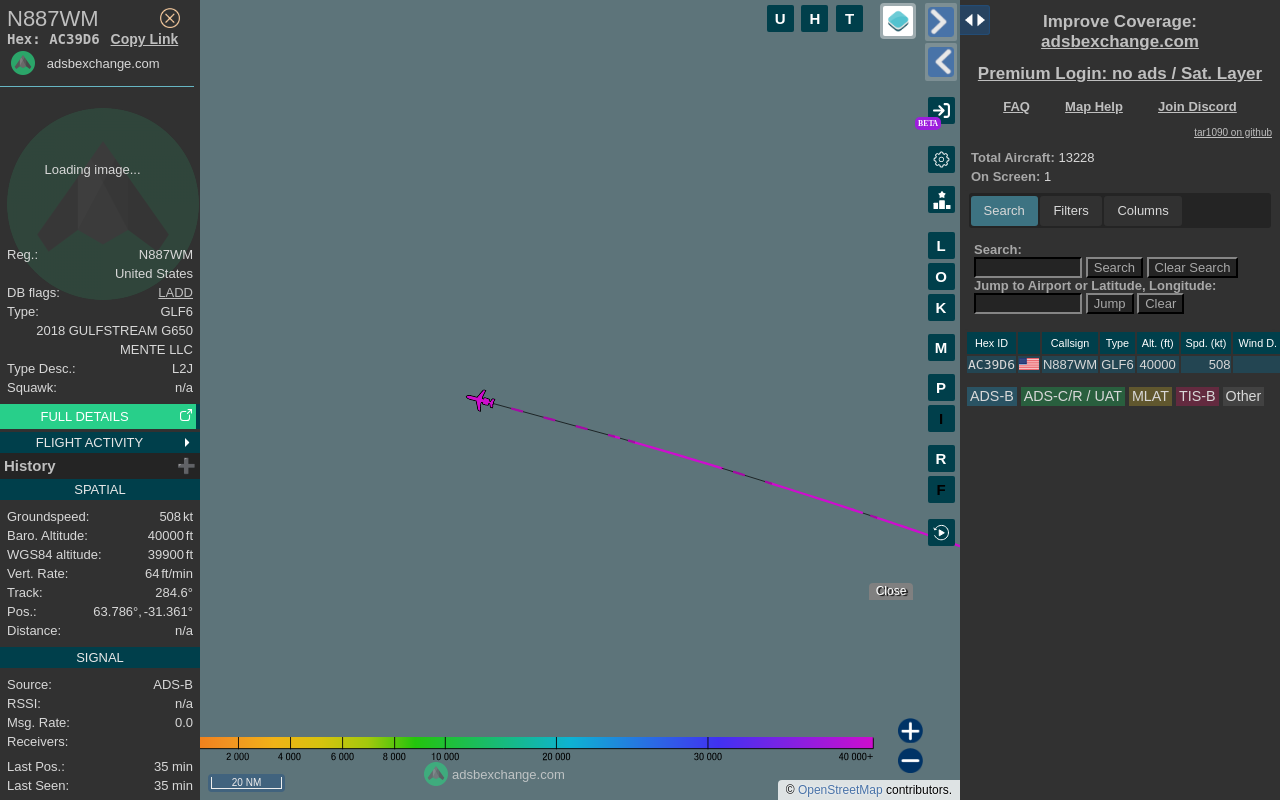 N887WM
Hex: AC39D6 Copy Link
adsbexchange.com
Loading image...
Reg.: N887WM
United States
DB flags: LADD
Type: GLF6
2018 GULFSTREAM G650
MENTE LLC
Type Desc.: L2J
Squawk: n/a
FULL DETAILS
FLIGHT ACTIVITY
History
SPATIAL
Groundspeed: 508 kt
Baro. Altitude: 40000 ft
WGS84 altitude: 39900 ft
Vert. Rate: 64 ft/min
Track: 284.6°
Pos.: 63.786°, -31.361°
Distance: n/a
SIGNAL
Source: ADS-B
RSSI: n/a
Msg. Rate: 0.0
Receivers:
Last Pos.: 35 min
Last Seen: 35 min
U H T
BETA
L
O
K
M
P
I
R
F
Close
2 000 4 000 6 000 8 000 10 000 20 000 30 000 40 000+
20 NM
adsbexchange.com
© OpenStreetMap contributors.
Improve Coverage:
adsbexchange.com
Premium Login: no ads / Sat. Layer
FAQ Map Help Join Discord
tar1090 on github
Total Aircraft: 13228
On Screen: 1
Search Filters Columns
Search:
Search Clear Search
Jump to Airport or Latitude, Longitude:
Jump Clear
Hex ID Callsign Type Alt. (ft) Spd. (kt) Wind D.
AC39D6 N887WM GLF6 40000 508
ADS-B ADS-C/R / UAT MLAT TIS-B Other